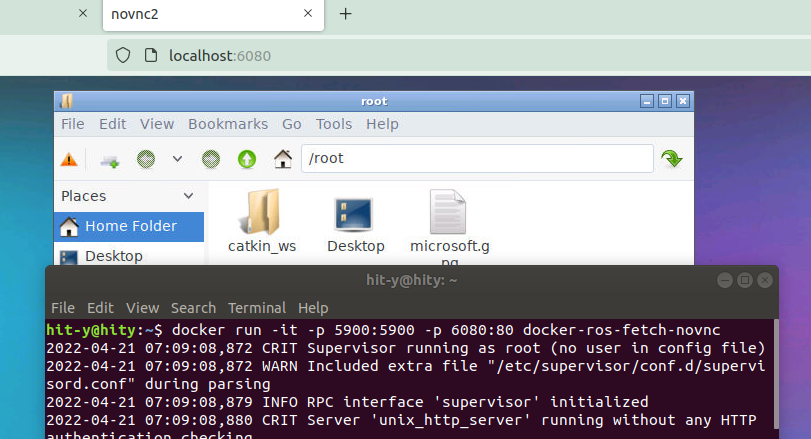 novnc2
localhost:6080
root
File Edit View Bookmarks Go Tools Help
/root
Places
Home Folder
Desktop
catkin_ws
Desktop
microsoft.g
pg
hit-y@hity: ~
File Edit View Search Terminal Help
hit-y@hity:~$ docker run -it -p 5900:5900 -p 6080:80 docker-ros-fetch-novnc
2022-04-21 07:09:08,872 CRIT Supervisor running as root (no user in config file)
2022-04-21 07:09:08,872 WARN Included extra file "/etc/supervisor/conf.d/supervi
sord.conf" during parsing
2022-04-21 07:09:08,879 INFO RPC interface 'supervisor' initialized
2022-04-21 07:09:08,880 CRIT Server 'unix_http_server' running without any HTTP
authentication checking